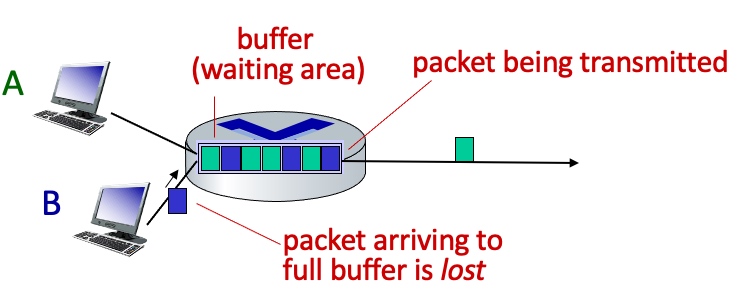 buffer
(waiting area)
packet being transmitted
A
B
packet arriving to
full buffer is lost